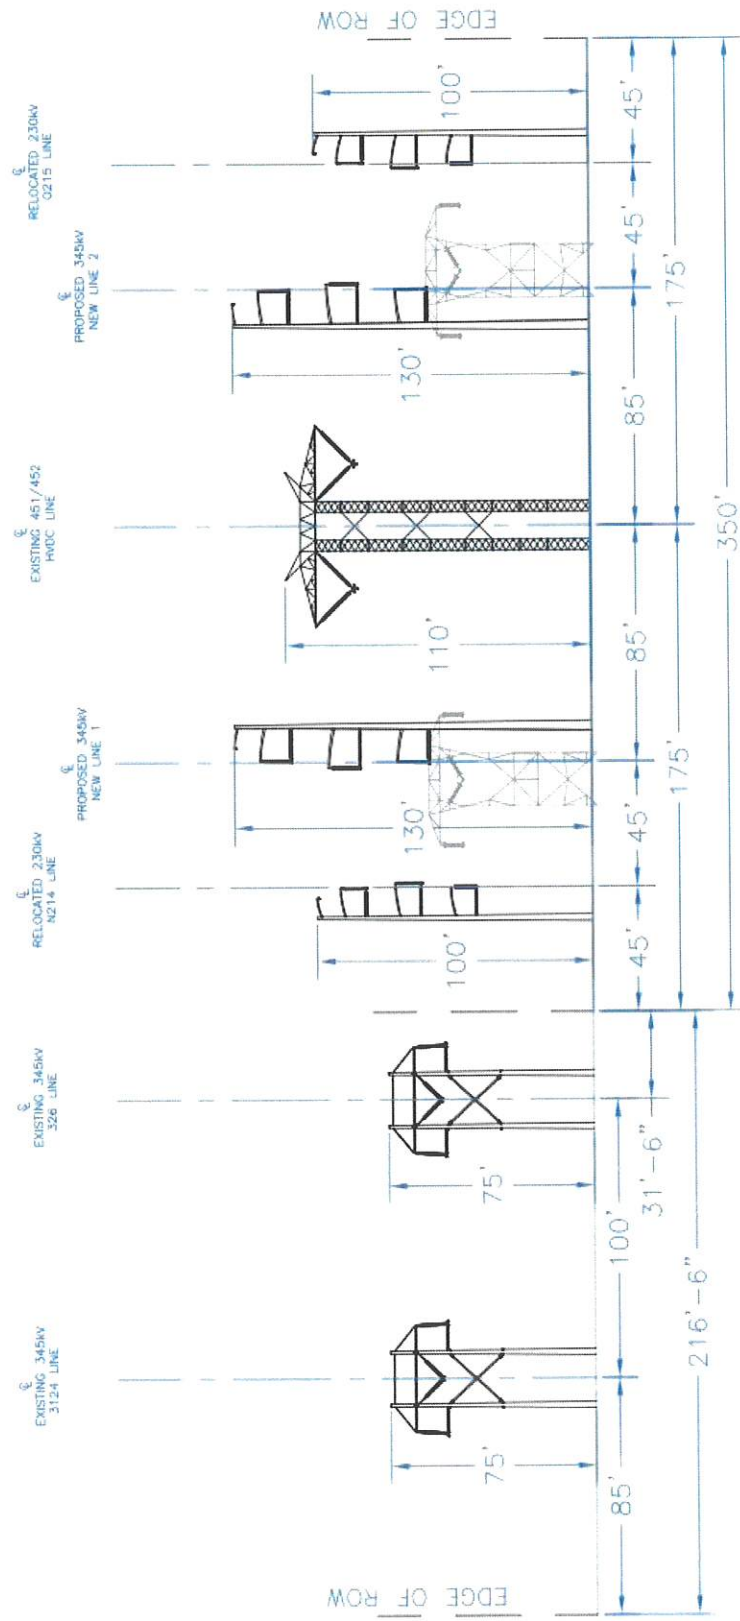 ℄
EXISTING 345kV
3124 LINE
℄
EXISTING 345kV
326 LINE
℄
RELOCATED 230kV
N214 LINE
℄
PROPOSED 345kV
NEW LINE 1
℄
EXISTING 451/452
HVDC LINE
℄
PROPOSED 345kV
NEW LINE 2
℄
RELOCATED 230kV
O215 LINE
EDGE OF ROW
75'
75'
100'
130'
110'
130'
100'
EDGE OF ROW
85'
100'
31'-6"
45'
45'
85'
85'
45'
45'
216'-6"
175'
175'
350'